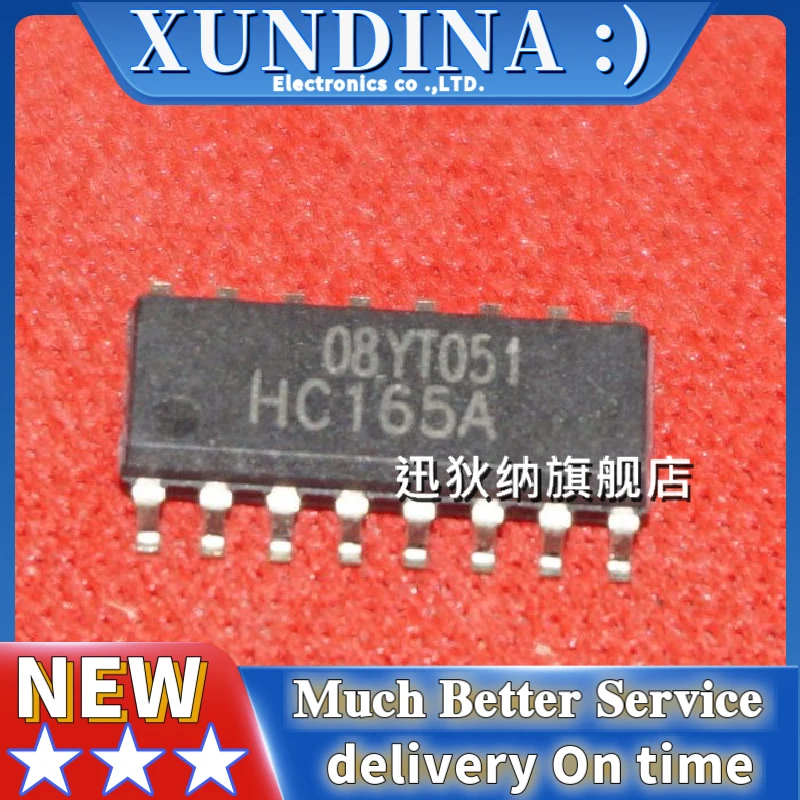 XUNDINA :)
Electronics co .,LTD.
08YT051
HC165A
迅狄纳旗舰店
NEW
Much Better Service
delivery On time